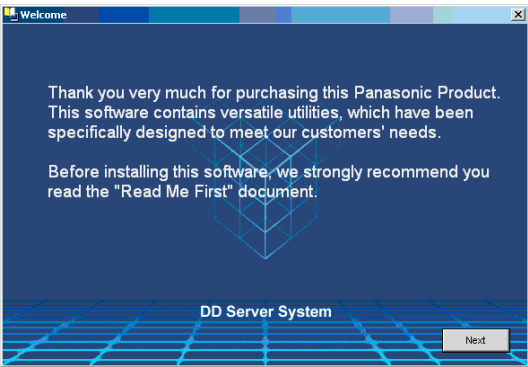 Welcome
Thank you very much for purchasing this Panasonic Product.
This software contains versatile utilities, which have been
specifically designed to meet our customers' needs.
Before installing this software, we strongly recommend you
read the "Read Me First" document.
DD Server System
Next